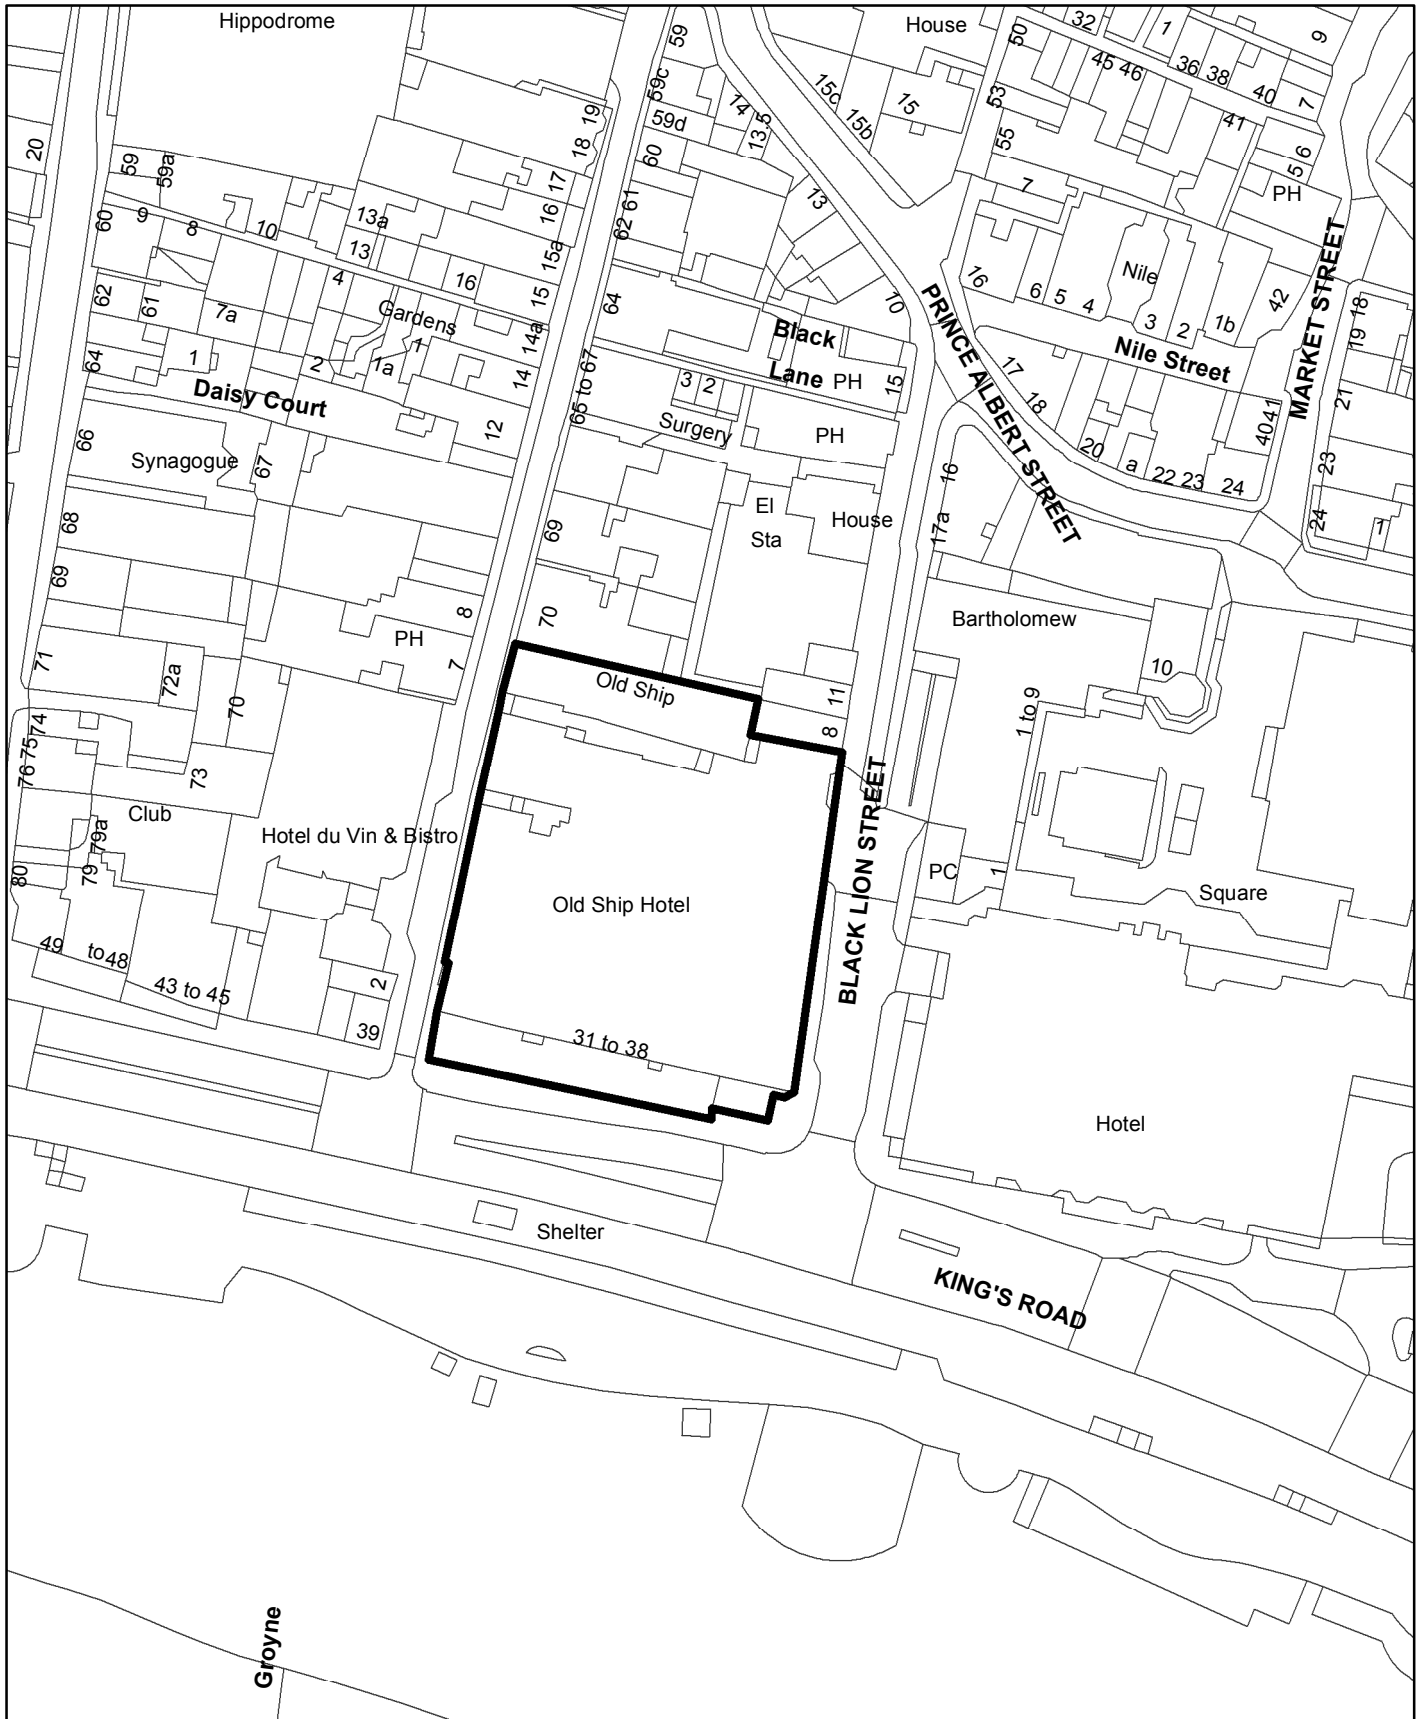 Hippodrome
House
59
59c
59d
60
61
62
64
65 to 67
69
70
14
13.5
13
10
15c
15b
15
50
53
55
32
1
9
45 46
36
38
40
7
41
6
5
PH
7
16
6
5
4
Nile
3
2
1b
42
MARKET STREET
18
19
21
23
24
1
20
59
59a
60
9
8
10
13a
13
16
19
18
17
16
15a
15
14a
14
12
62
61
7a
4
Gardens
1
1a
2
64
1
Daisy Court
Black
Lane
PH
15
3
2
Surgery
PH
PRINCE ALBERT STREET
Nile Street
17
18
20
a
22 23
24
40
41
66
Synagogue
67
68
69
El
Sta
House
16
17a
8
PH
7
Bartholomew
10
71
72a
70
74
75
76
73
Old Ship
11
8
1 to 9
Club
79a
79
80
Hotel du Vin & Bistro
Old Ship Hotel
BLACK LION STREET
PC
1
Square
49
to 48
43 to 45
2
39
31 to 38
Hotel
Shelter
KING'S ROAD
Groyne